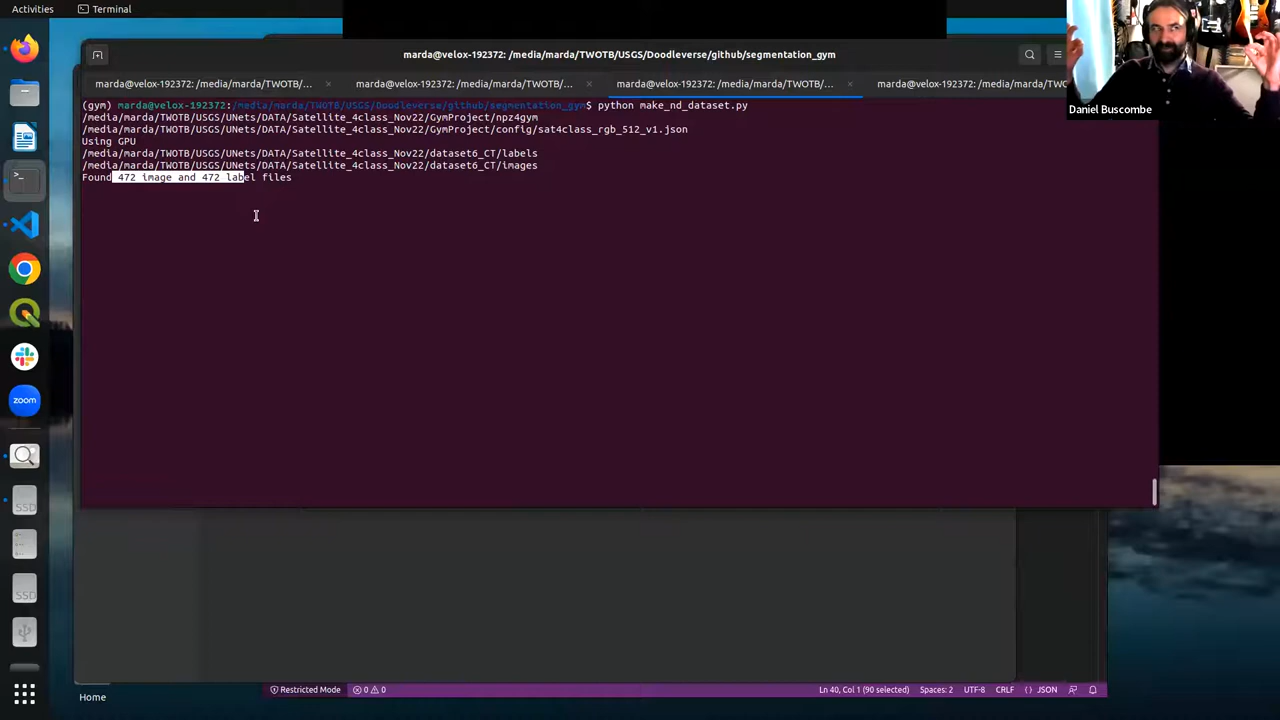 Activities
Terminal
marda@velox-192372: /media/marda/TWOTB/USGS/Doodleverse/github/segmentation_gym
marda@velox-192372: /media/marda/TWOTB/...
marda@velox-192372: /media/marda/TWOTB/USGS/...
marda@velox-192372: /media/marda/TWOTB/USGS/...
marda@velox-192372: /media/marda/TWOTB
Daniel Buscombe
(gym) marda@velox-192372:/media/marda/TWOTB/USGS/Doodleverse/github/segmentation_gym$ python make_nd_dataset.py
/media/marda/TWOTB/USGS/UNets/DATA/Satellite_4class_Nov22/GymProject/npz4gym
/media/marda/TWOTB/USGS/UNets/DATA/Satellite_4class_Nov22/GymProject/config/sat4class_rgb_512_v1.json
Using GPU
/media/marda/TWOTB/USGS/UNets/DATA/Satellite_4class_Nov22/dataset6_CT/labels
/media/marda/TWOTB/USGS/UNets/DATA/Satellite_4class_Nov22/dataset6_CT/images
Found 472 image and 472 label files
zoom
SSD
SSD
Home
Restricted Mode
0
0
Ln 40, Col 1 (90 selected)
Spaces: 2
UTF-8
CRLF
{} JSON